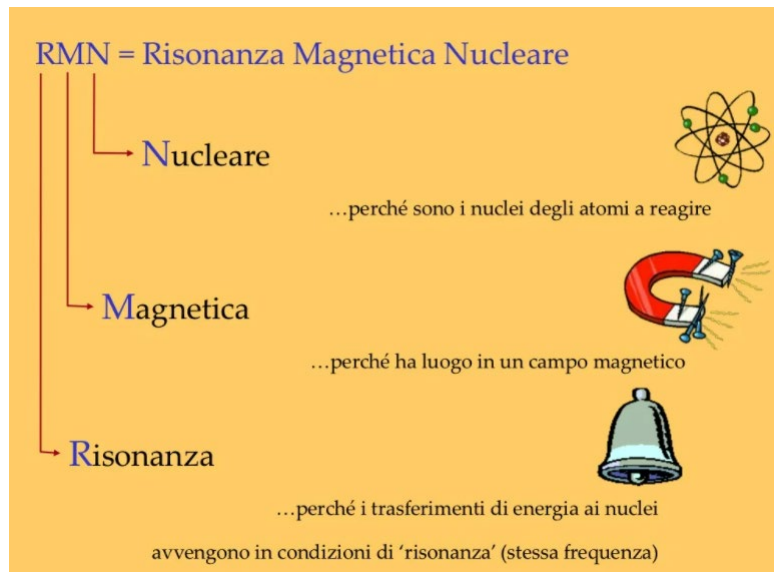 RMN = Risonanza Magnetica Nucleare
Nucleare
…perché sono i nuclei degli atomi a reagire
Magnetica
…perché ha luogo in un campo magnetico
Risonanza
…perché i trasferimenti di energia ai nuclei
avvengono in condizioni di ‘risonanza’ (stessa frequenza)